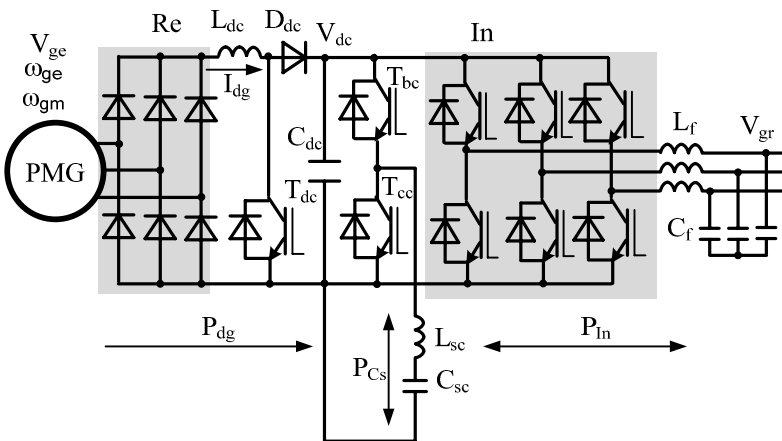 Re
L_dc
D_dc
V_dc
In
V_ge
ω_ge
ω_gm
I_dg
T_bc
L_f
V_gr
C_dc
PMG
T_dc
T_cc
C_f
P_dg
L_sc
P_In
P_Cs
C_sc